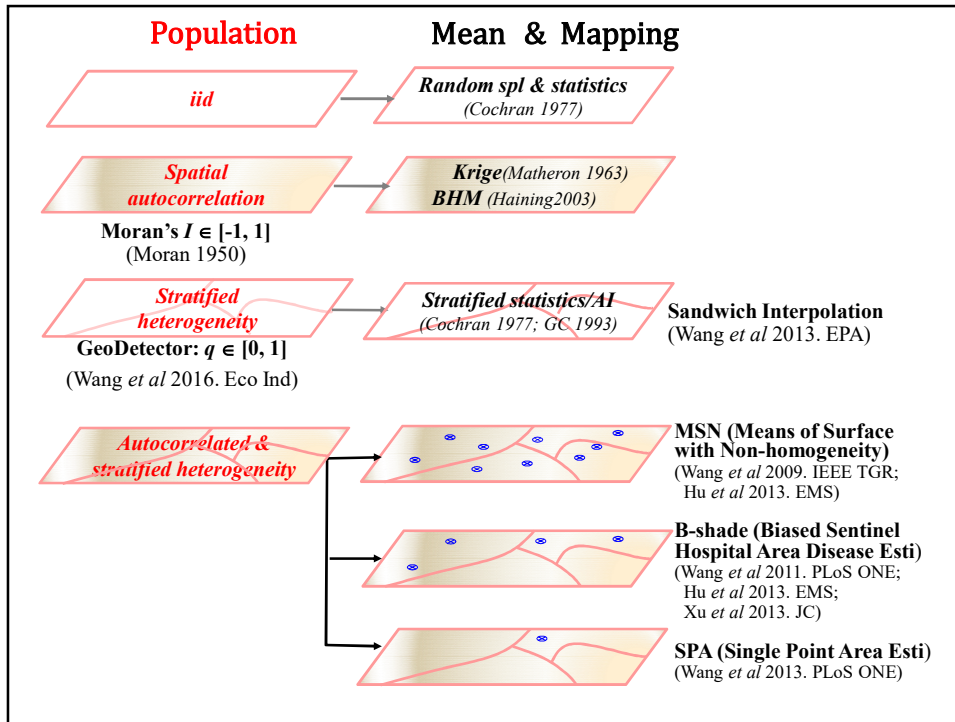 Population
Mean & Mapping
iid
Random spl & statistics
(Cochran 1977)
Spatial
autocorrelation
Krige(Matheron 1963)
BHM (Haining2003)
Moran's I ∈ [-1, 1]
(Moran 1950)
Stratified
heterogeneity
Stratified statistics/AI
(Cochran 1977; GC 1993)
Sandwich Interpolation
(Wang et al 2013. EPA)
GeoDetector: q ∈ [0, 1]
(Wang et al 2016. Eco Ind)
Autocorrelated &
stratified heterogeneity
MSN (Means of Surface
with Non-homogeneity)
(Wang et al 2009. IEEE TGR;
Hu et al 2013. EMS)
B-shade (Biased Sentinel
Hospital Area Disease Esti)
(Wang et al 2011. PLoS ONE;
Hu et al 2013. EMS;
Xu et al 2013. JC)
SPA (Single Point Area Esti)
(Wang et al 2013. PLoS ONE)